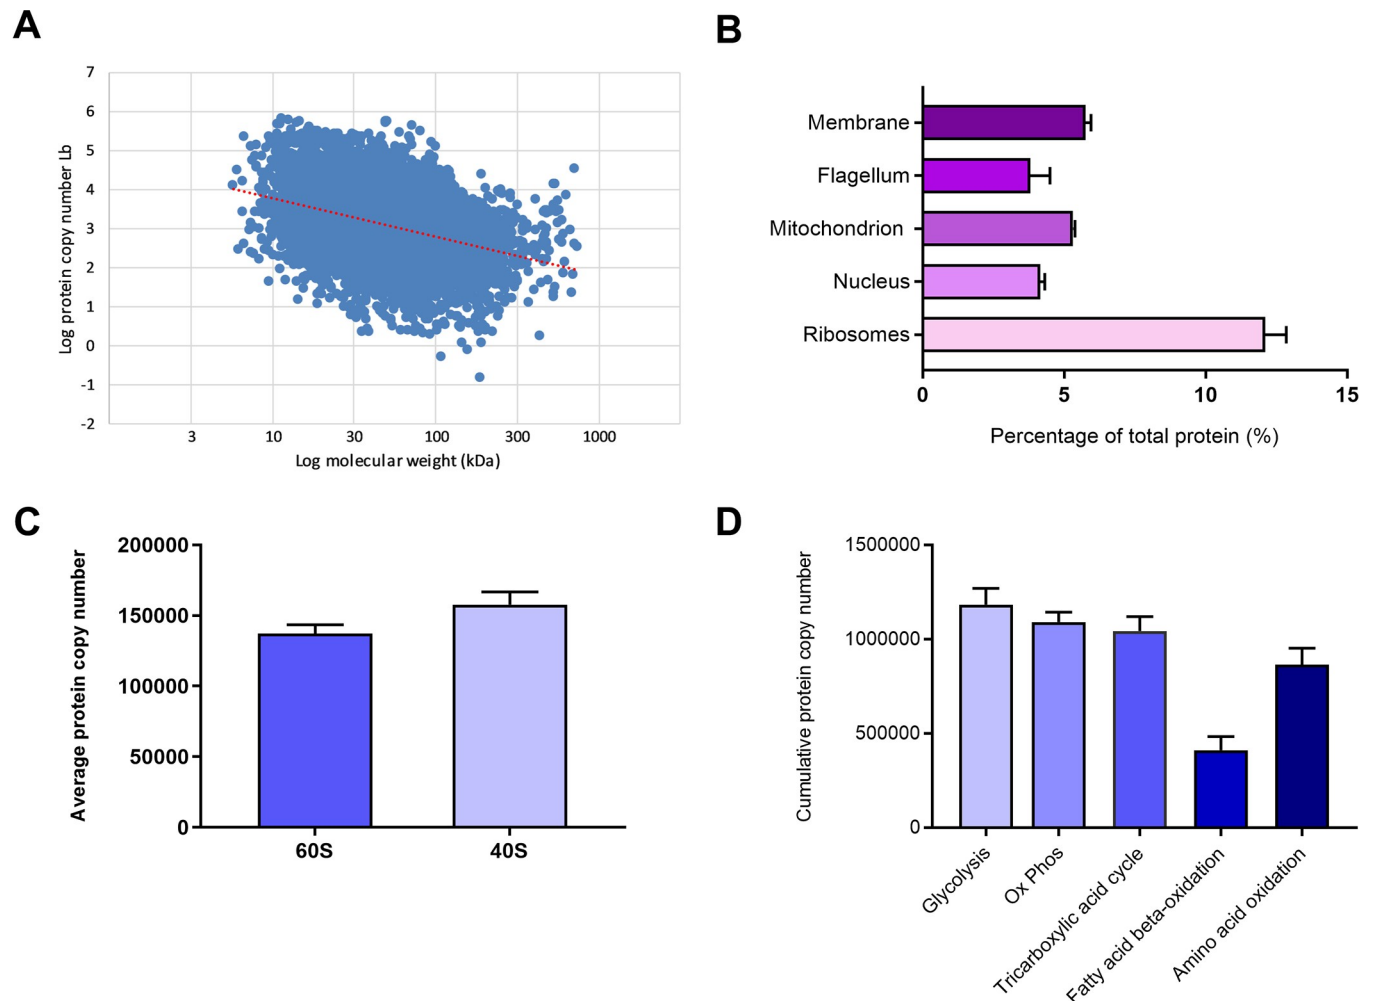 A
7
6
5
4
3
2
1
0
-1
-2
Log protein copy number Lb
3 10 30 100 300 1000
Log molecular weight (kDa)
B
Membrane
Flagellum
Mitochondrion
Nucleus
Ribosomes
0 5 10 15
Percentage of total protein (%)
C
200000
150000
100000
50000
0
Average protein copy number
60S 40S
D
1500000
1000000
500000
0
Cumulative protein copy number
Glycolysis
Ox Phos
Tricarboxylic acid cycle
Fatty acid beta-oxidation
Amino acid oxidation